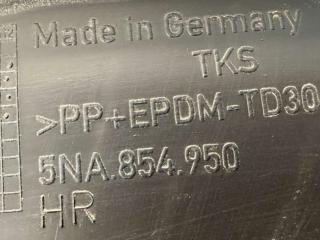 Made in Germany
TKS
>PP+EPDM-TD30
5NA.854.950
HR